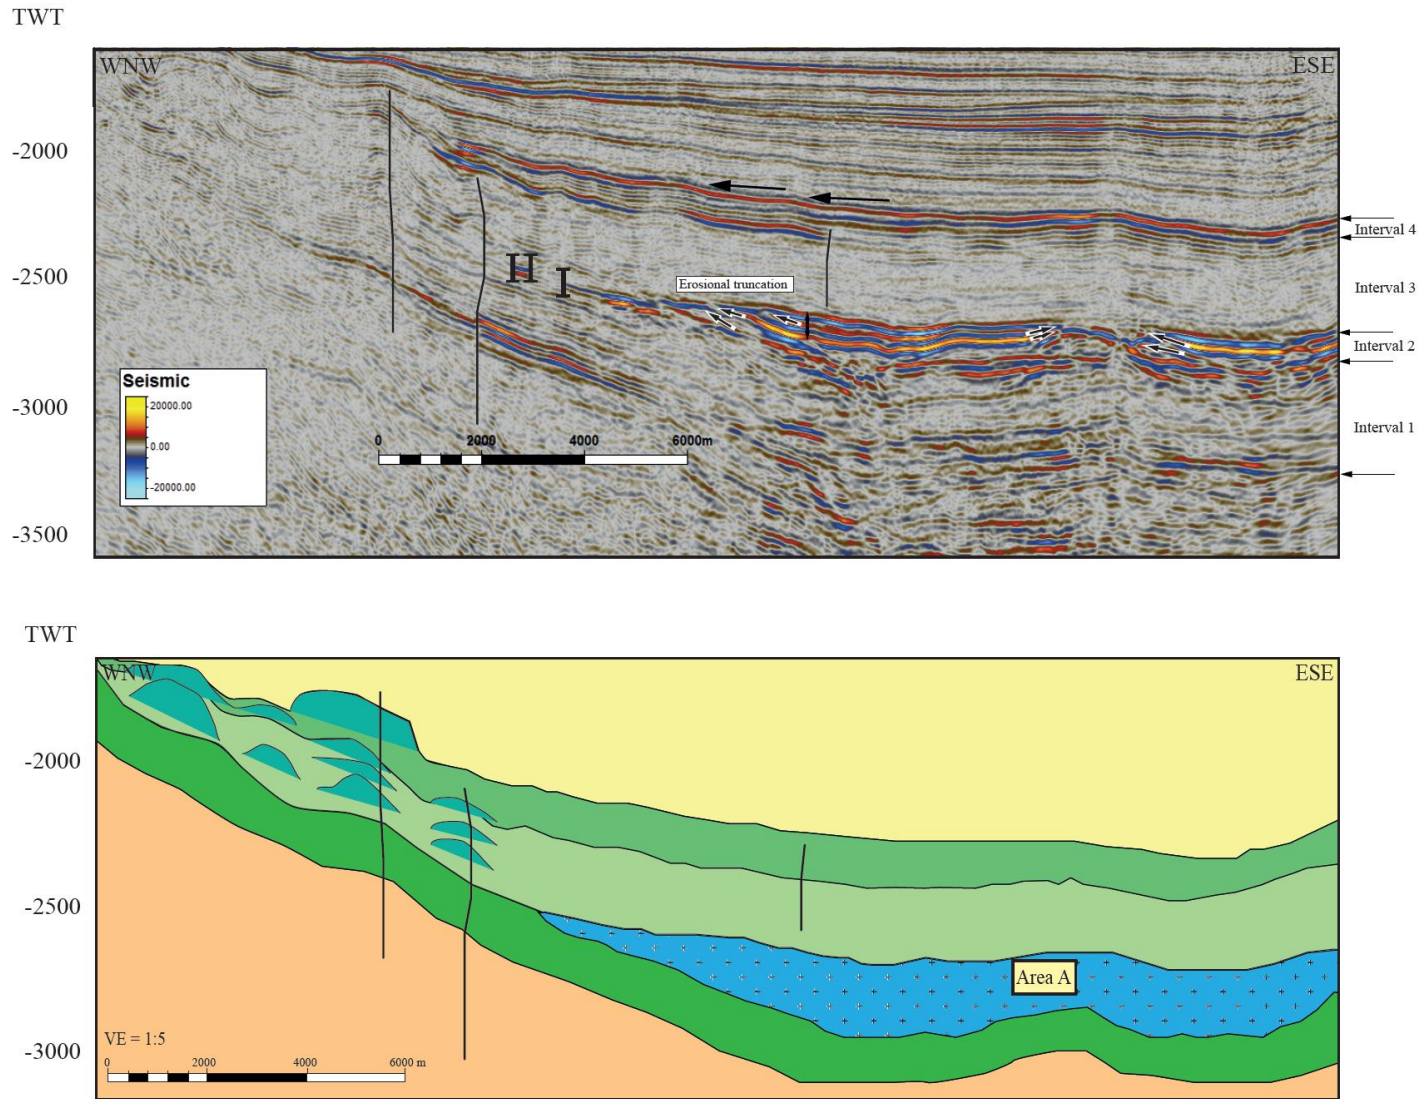 TWT
WNW
ESE
-2000
-2500
-3000
-3500
H
I
Erosional truncation
Interval 4
Interval 3
Interval 2
Interval 1
Seismic
20000.00
0.00
-20000.00
0 2000 4000 6000m
TWT
WNW
ESE
-2000
-2500
-3000
Area A
VE = 1:5
0 2000 4000 6000 m